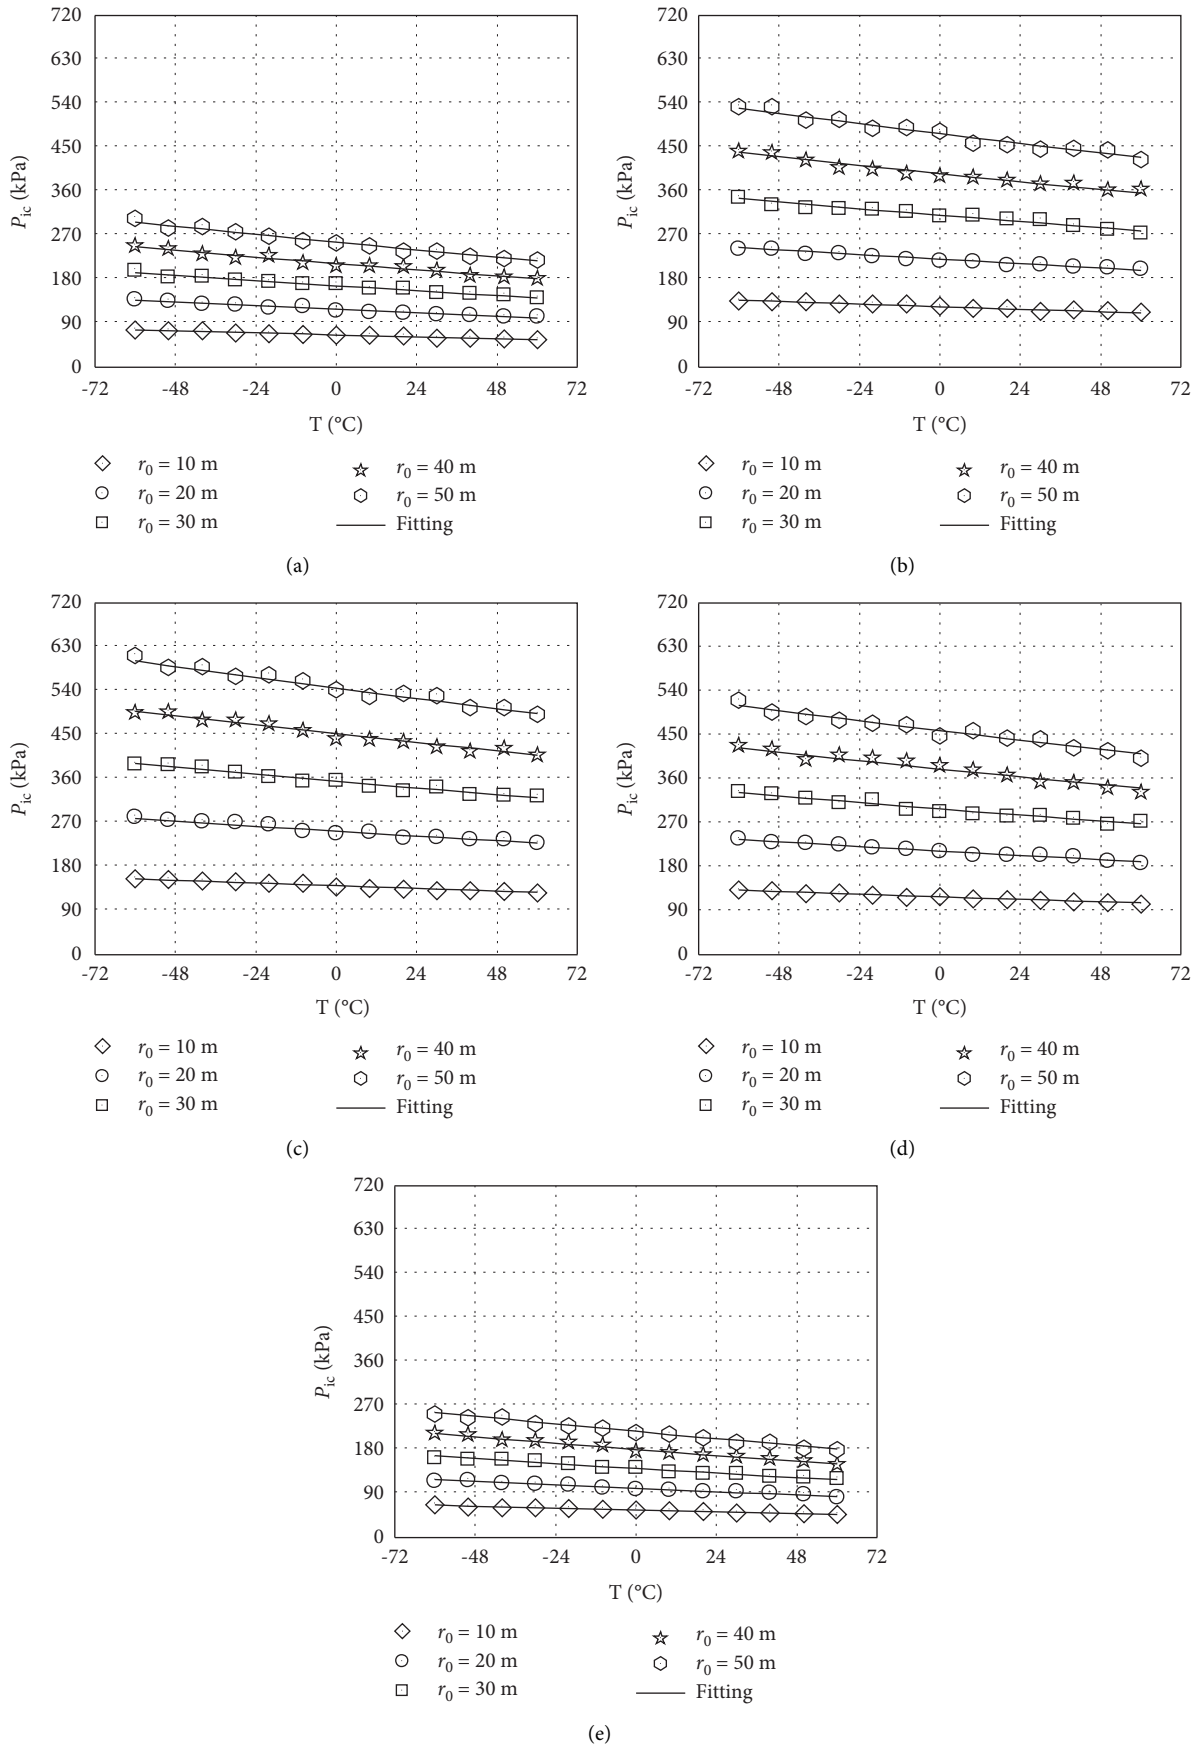 720
630
540
450
360
270
180
90
0
P_ic (kPa)
-72 -48 -24 0 24 48 72
T (°C)
r_0 = 10 m
r_0 = 20 m
r_0 = 30 m
r_0 = 40 m
r_0 = 50 m
Fitting
(a)
720
630
540
450
360
270
180
90
0
P_ic (kPa)
-72 -48 -24 0 24 48 72
T (°C)
r_0 = 10 m
r_0 = 20 m
r_0 = 30 m
r_0 = 40 m
r_0 = 50 m
Fitting
(b)
720
630
540
450
360
270
180
90
0
P_ic (kPa)
-72 -48 -24 0 24 48 72
T (°C)
r_0 = 10 m
r_0 = 20 m
r_0 = 30 m
r_0 = 40 m
r_0 = 50 m
Fitting
(c)
720
630
540
450
360
270
180
90
0
P_ic (kPa)
-72 -48 -24 0 24 48 72
T (°C)
r_0 = 10 m
r_0 = 20 m
r_0 = 30 m
r_0 = 40 m
r_0 = 50 m
Fitting
(d)
720
630
540
450
360
270
180
90
0
P_ic (kPa)
-72 -48 -24 0 24 48 72
T (°C)
r_0 = 10 m
r_0 = 20 m
r_0 = 30 m
r_0 = 40 m
r_0 = 50 m
Fitting
(e)